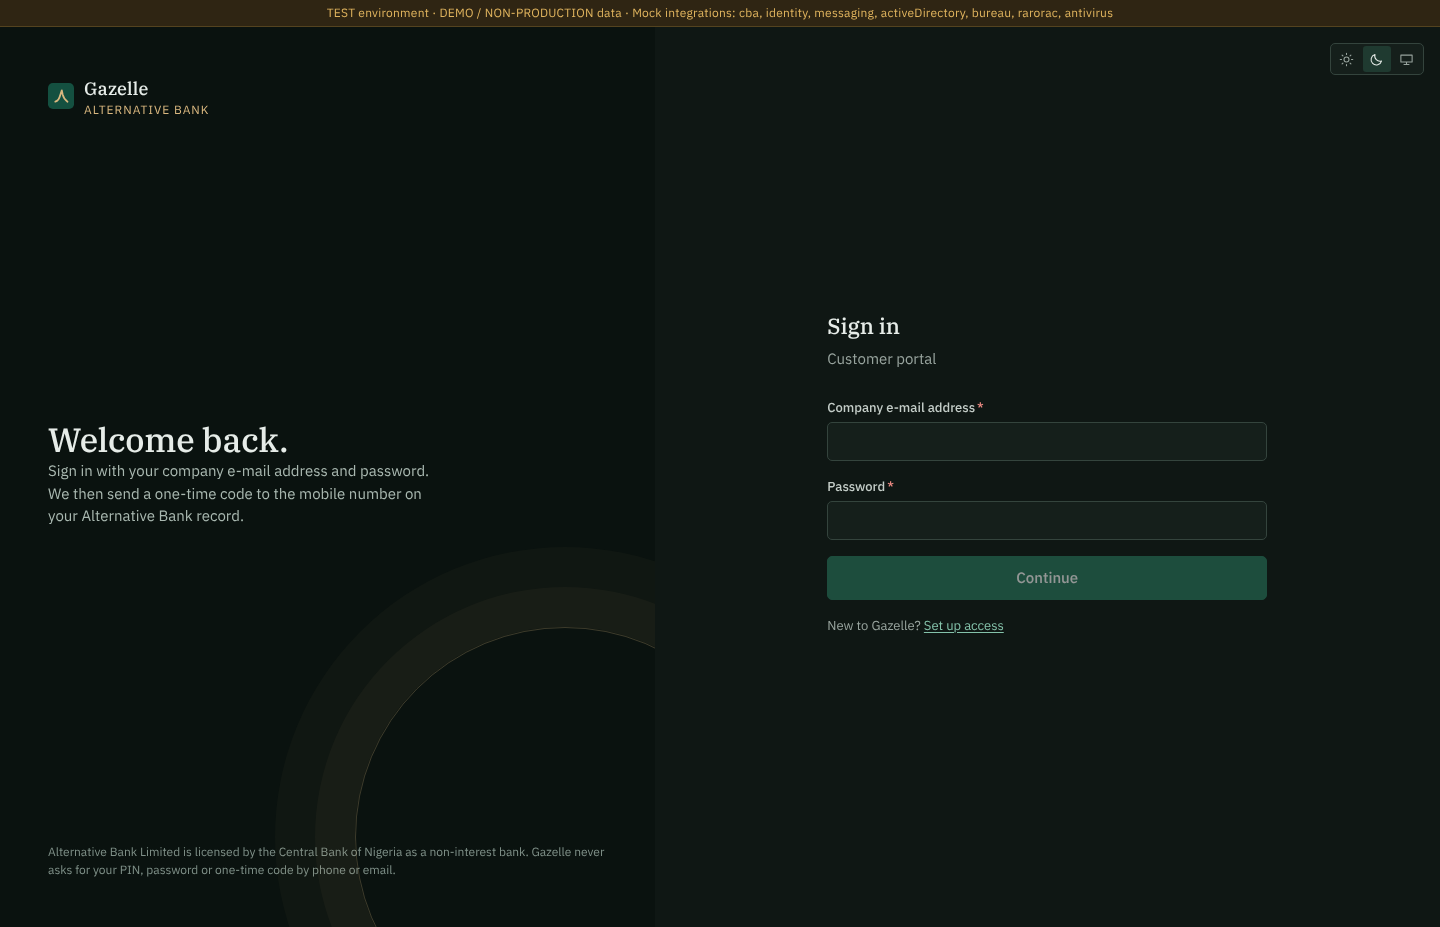 TEST environment · DEMO / NON-PRODUCTION data · Mock integrations: cba, identity, messaging, activeDirectory, bureau, rarorac, antivirus
Gazelle
ALTERNATIVE BANK
Welcome back.
Sign in with your company e-mail address and password.
We then send a one-time code to the mobile number on
your Alternative Bank record.
Alternative Bank Limited is licensed by the Central Bank of Nigeria as a non-interest bank. Gazelle never
asks for your PIN, password or one-time code by phone or email.
Sign in
Customer portal
Company e-mail address *
Password *
Continue
New to Gazelle? Set up access